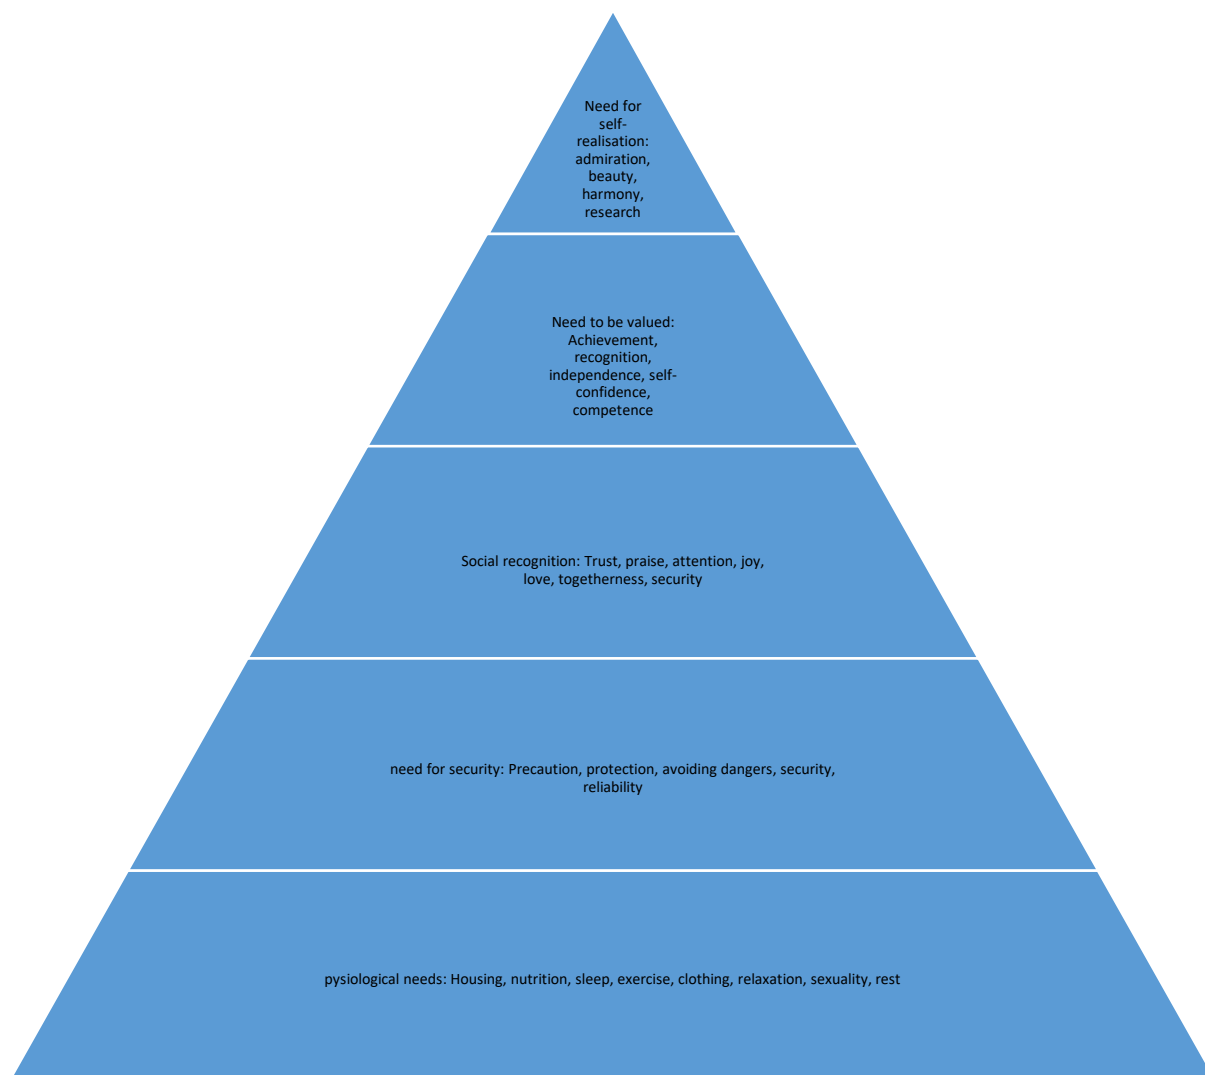 Need for
self-
realisation:
admiration,
beauty,
harmony,
research
Need to be valued:
Achievement,
recognition,
independence, self-
confidence,
competence
Social recognition: Trust, praise, attention, joy,
love, togetherness, security
need for security: Precaution, protection, avoiding dangers, security,
reliability
pysiological needs: Housing, nutrition, sleep, exercise, clothing, relaxation, sexuality, rest